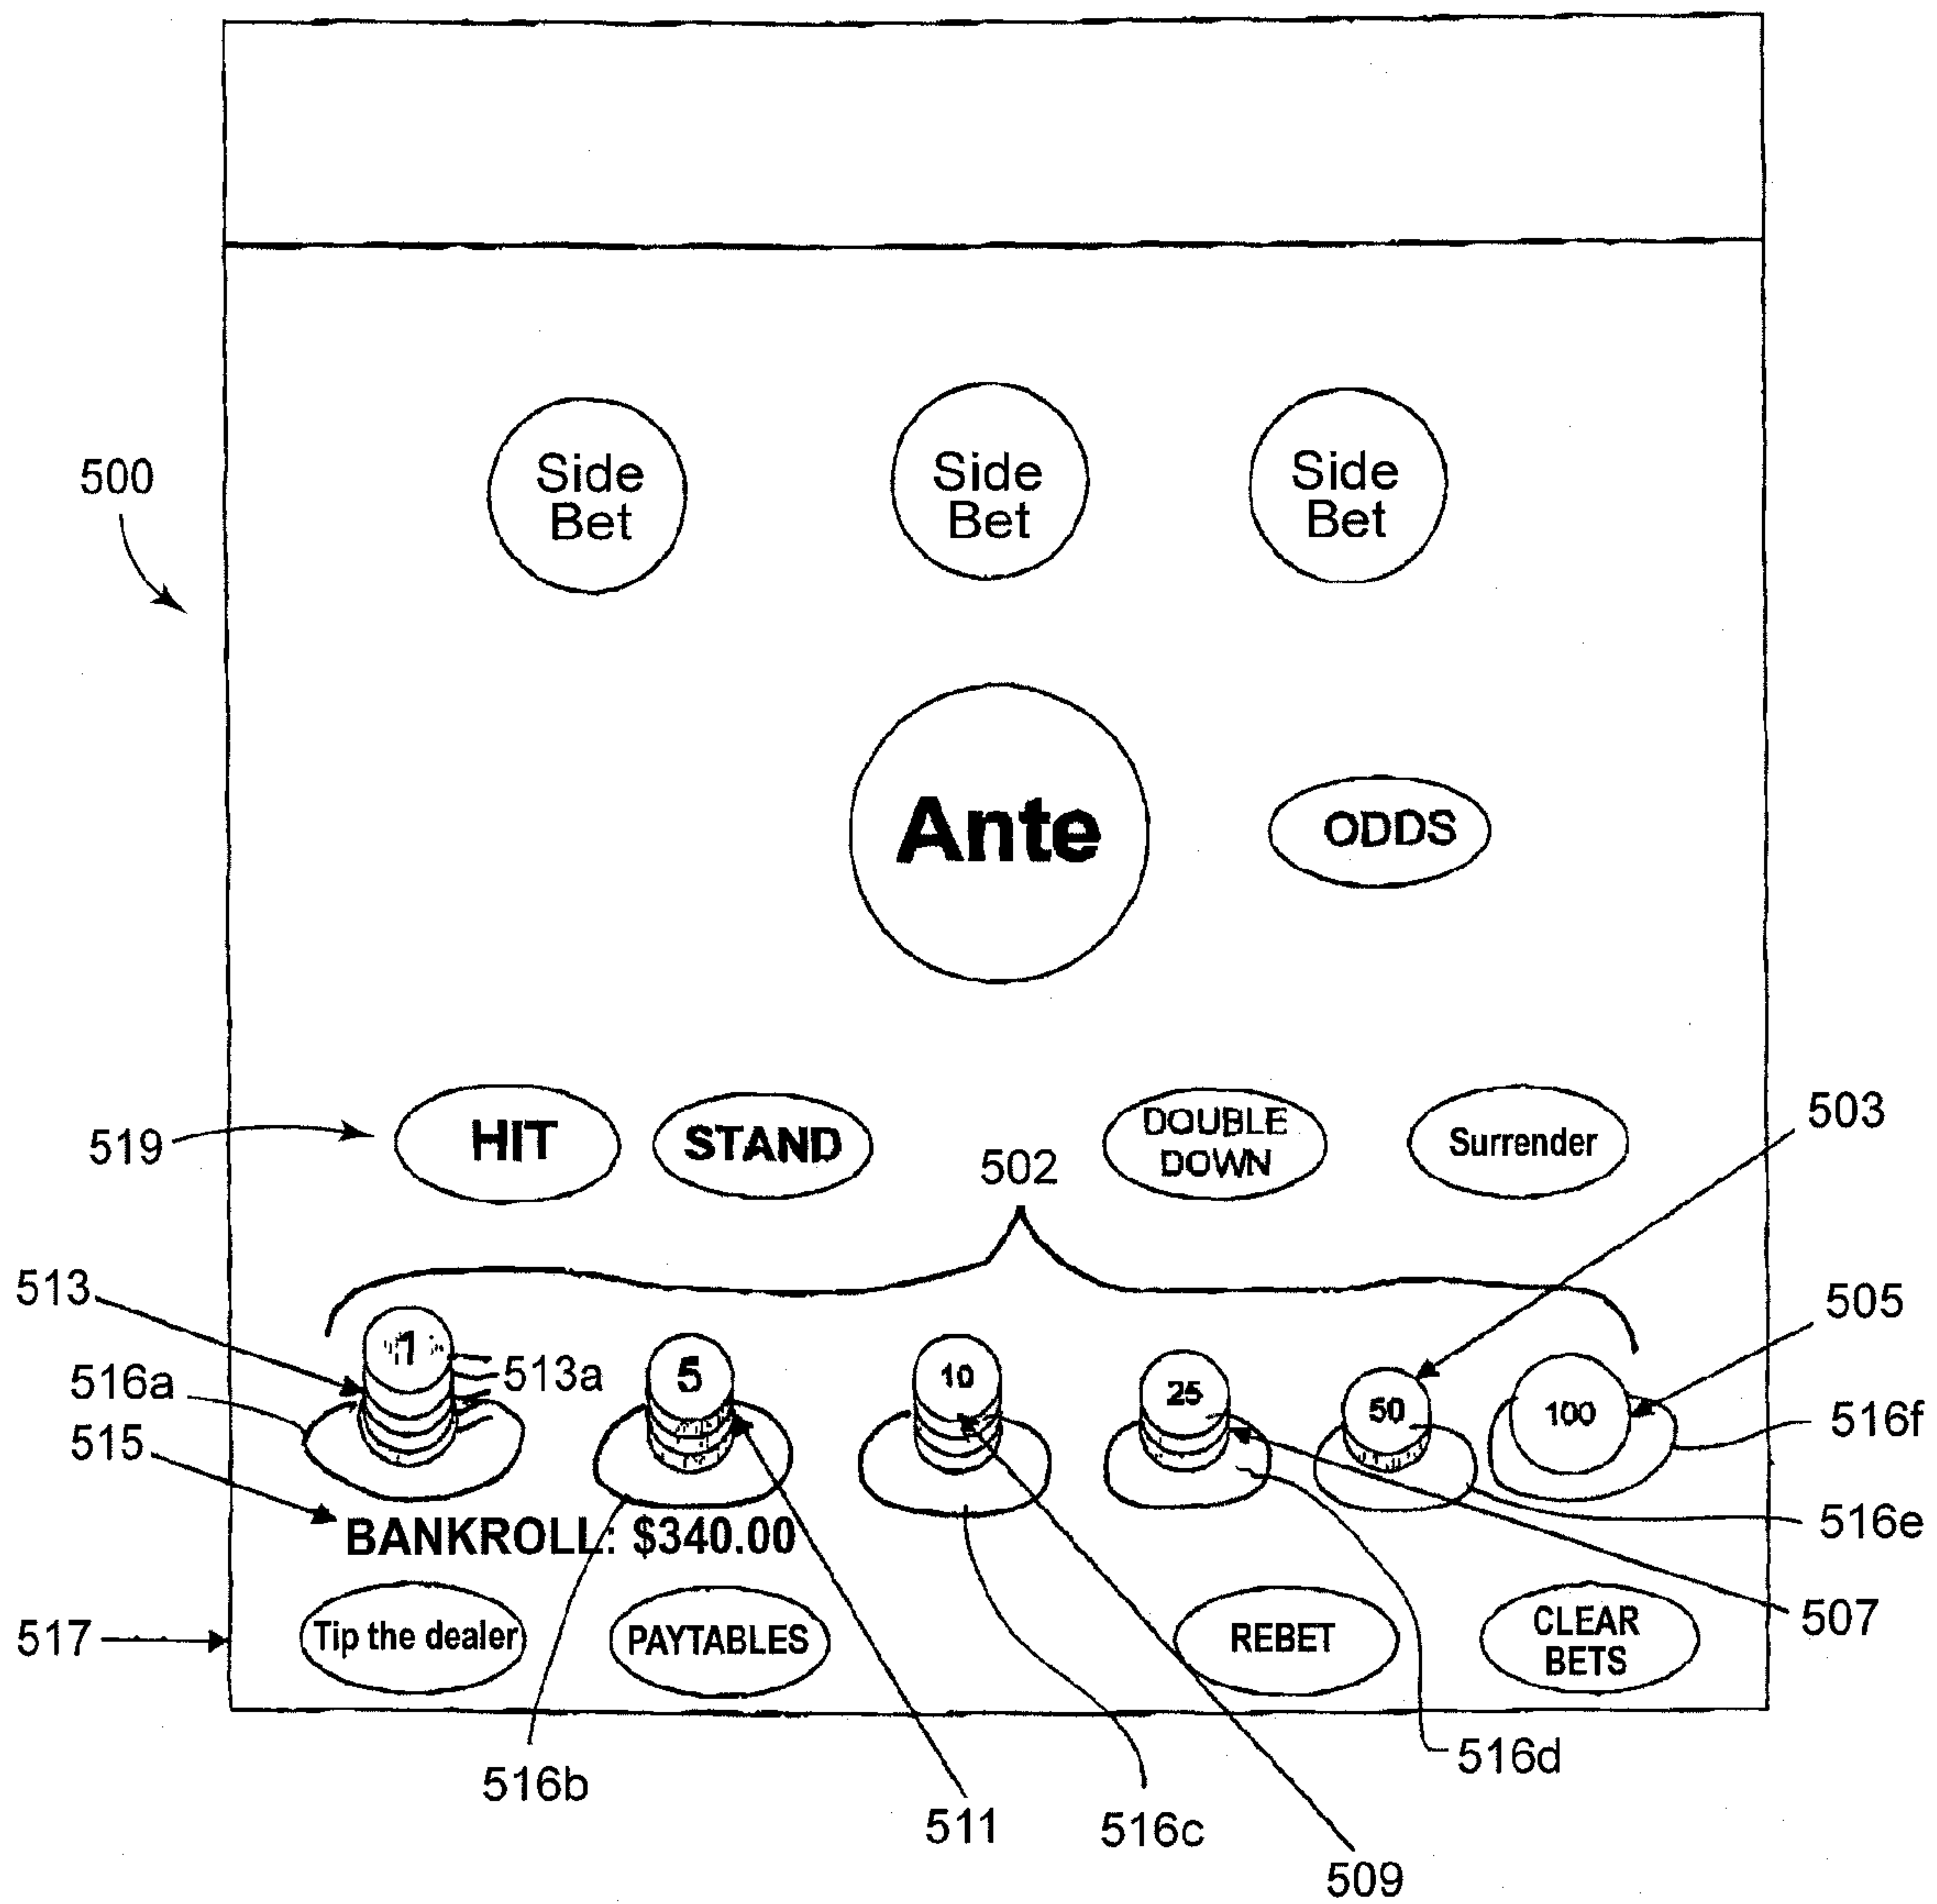 Side
Bet
Side
Bet
Side
Bet
500
Ante
ODDS
519
HIT
STAND
DOUBLE
DOWN
Surrender
503
502
513
1
513a
5
10
25
50
100
505
516a
515
516f
516e
BANKROLL: $340.00
507
517
Tip the dealer
PAYTABLES
REBET
CLEAR
BETS
516b
511
516c
516d
509